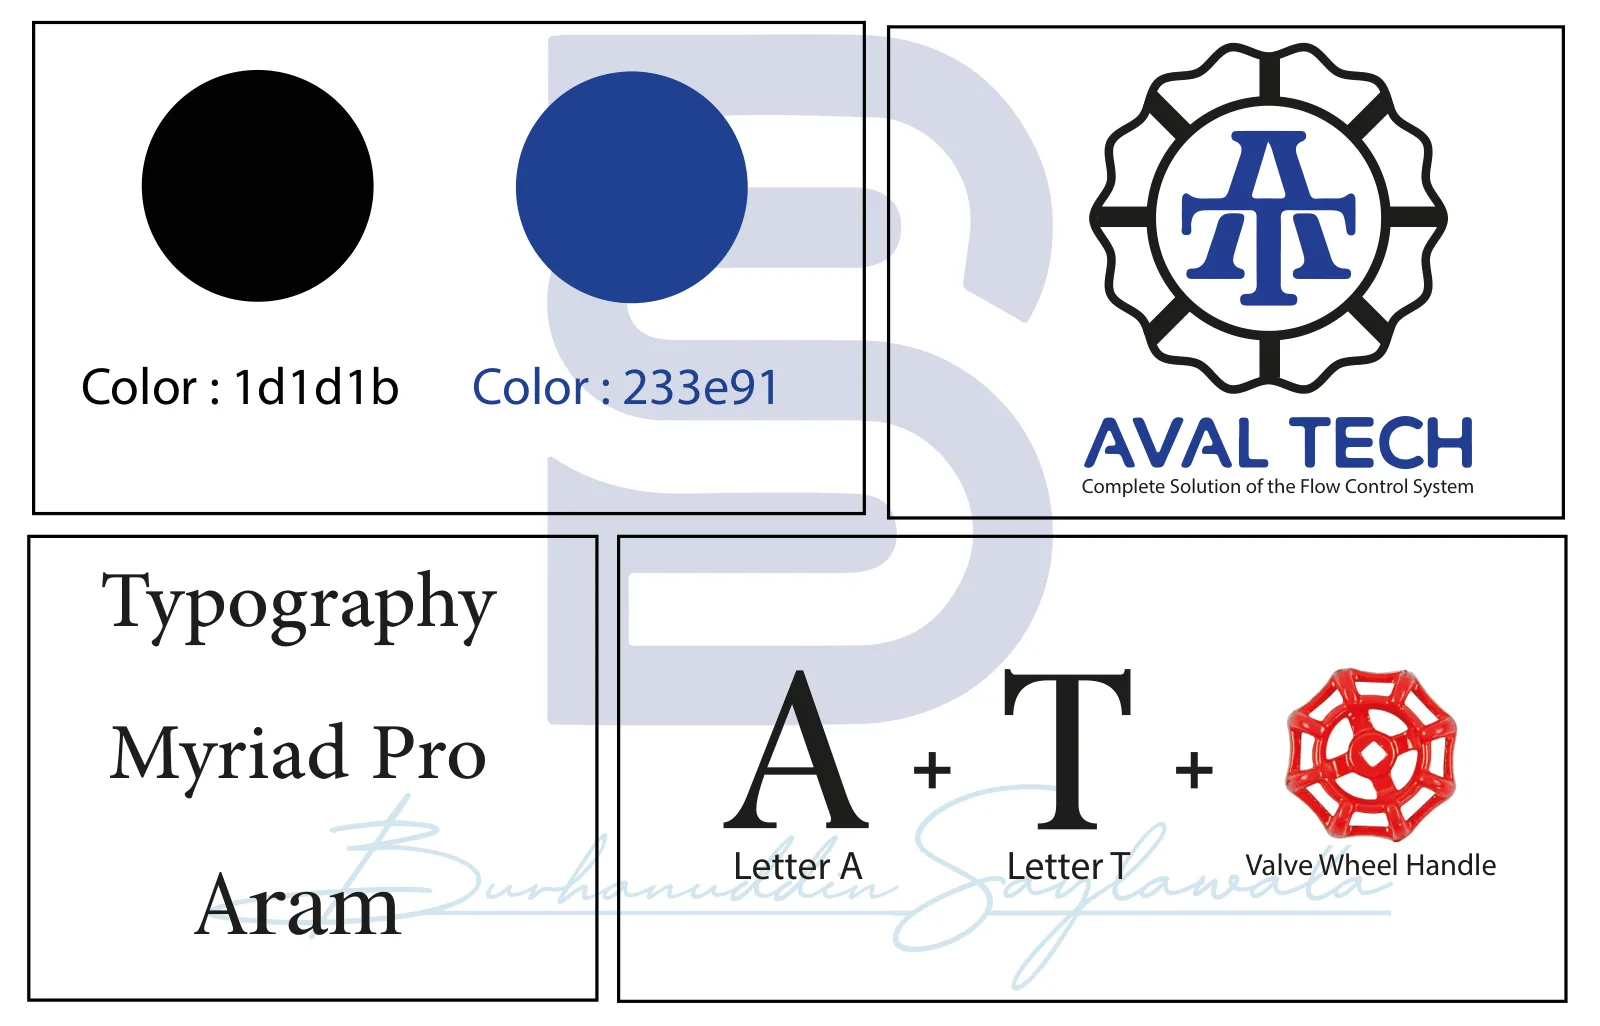 Color : 1d1d1b
Color : 233e91
AT
AVAL TECH
Complete Solution of the Flow Control System
Typography
Myriad Pro
Aram
A + T +
Letter A
Letter T
Valve Wheel Handle
Burhanuddin Saylawala